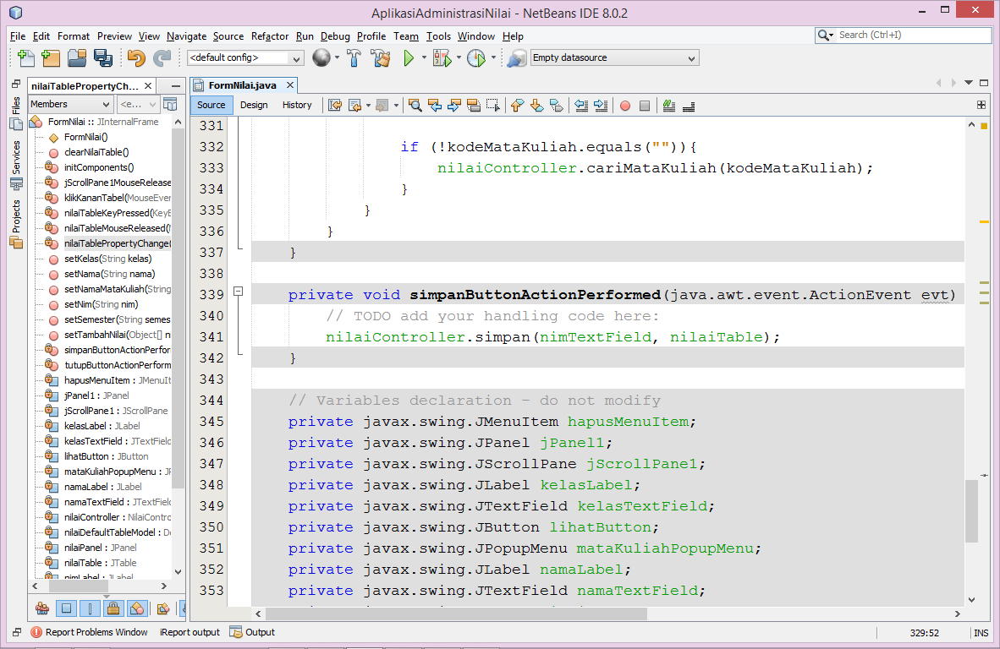 AplikasiAdministrasiNilai - NetBeans IDE 8.0.2
File Edit Format Preview View Navigate Source Refactor Run Debug Profile Team Tools Window Help
Search (Ctrl+I)
<default config>
Empty datasource
nilaiTablePropertyCh...
FormNilai.java
Members
<e...
Source Design History
Files
Services
Projects
FormNilai :: JInternalFrame
FormNilai()
clearNilaiTable()
initComponents()
jScrollPane1MouseRelease
klikKananTabel(MouseEver
nilaiTableKeyPressed(KeyE
nilaiTableMouseReleased(
nilaiTablePropertyChange(
setKelas(String kelas)
setNama(String nama)
setNamaMataKuliah(String
setNim(String nim)
setSemester(String semes
setTambahNilai(Object[] n
simpanButtonActionPerfor
tutupButtonActionPerform
hapusMenuItem : JMenuIt
jPanel1 : JPanel
jScrollPane1 : JScrollPane
kelasLabel : JLabel
kelasTextField : JTextField
lihatButton : JButton
mataKuliahPopupMenu : JP
namaLabel : JLabel
namaTextField : JTextField
nilaiController : NilaiContro
nilaiDefaultTableModel : De
nilaiPanel : JPanel
nilaiTable : JTable
nimLabel : JLabel
331
332 if (!kodeMataKuliah.equals("")){
333 nilaiController.cariMataKuliah(kodeMataKuliah);
334 }
335 }
336 }
337 }
338
339 private void simpanButtonActionPerformed(java.awt.event.ActionEvent evt)
340 // TODO add your handling code here:
341 nilaiController.simpan(nimTextField, nilaiTable);
342 }
343
344 // Variables declaration - do not modify
345 private javax.swing.JMenuItem hapusMenuItem;
346 private javax.swing.JPanel jPanel1;
347 private javax.swing.JScrollPane jScrollPane1;
348 private javax.swing.JLabel kelasLabel;
349 private javax.swing.JTextField kelasTextField;
350 private javax.swing.JButton lihatButton;
351 private javax.swing.JPopupMenu mataKuliahPopupMenu;
352 private javax.swing.JLabel namaLabel;
353 private javax.swing.JTextField namaTextField;
Report Problems Window iReport output Output
329:52 INS